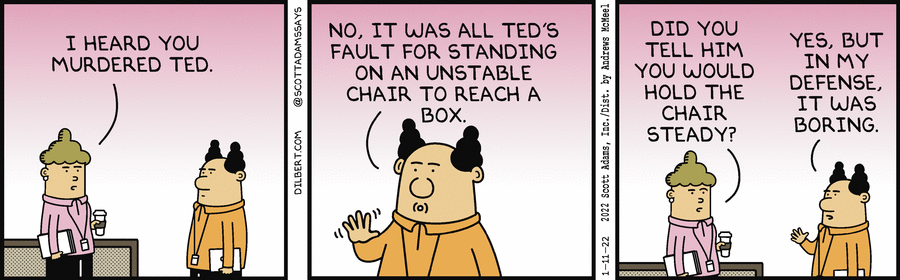 I HEARD YOU
MURDERED TED.
DILBERT.COM @SCOTTADAMSSAYS
NO, IT WAS ALL TED'S
FAULT FOR STANDING
ON AN UNSTABLE
CHAIR TO REACH A
BOX.
1-11-22 2022 Scott Adams, Inc./Dist. by Andrews McMeel
DID YOU
TELL HIM
YOU WOULD
HOLD THE
CHAIR
STEADY?
YES, BUT
IN MY
DEFENSE,
IT WAS
BORING.